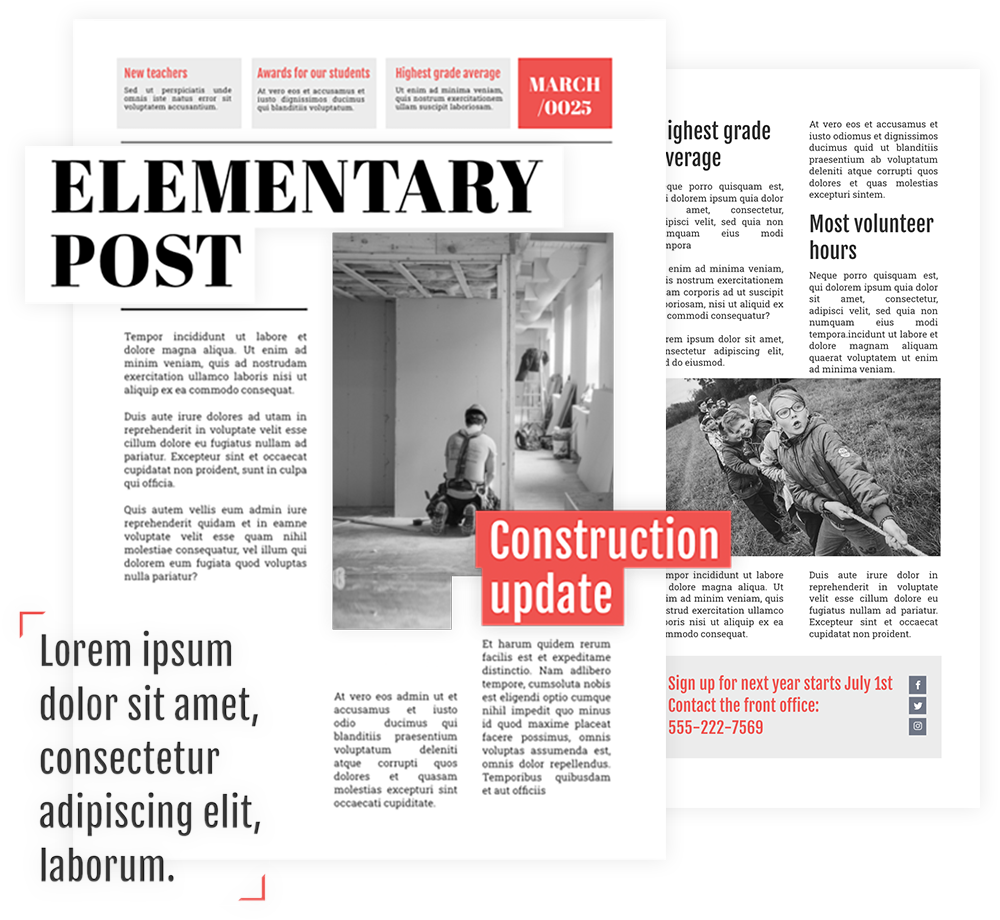 New teachers
Sed ut perspiciatis unde
omnis iste natus error sit
voluptatem accusantium.
Awards for our students
At vero eos et accusamus et
iusto dignissimos ducimus
qui blanditiis voluptatum.
Highest grade average
Ut enim ad minima veniam,
quis nostrum exercitationem
ullam suscipit laboriosam.
MARCH
/0025
ELEMENTARY
POST
Tempor incididunt ut labore et
dolore magna aliqua. Ut enim ad
minim veniam, quis ad nostrudam
exercitation ullamco laboris nisi ut
aliquip ex ea commodo consequat.
Duis aute irure dolores ad utam in
reprehenderit in voluptate velit esse
cillum dolore eu fugiatus nullam ad
pariatur. Excepteur sint et occaecat
cupidatat non proident, sunt in culpa
qui officia.
Quis autem vellis eum admin iure
reprehenderit quidam et in eamne
voluptate velit esse quam nihil
molestiae consequatur, vel illum qui
dolorem eum fugiata quod voluptas
nulla pariatur?
Lorem ipsum
dolor sit amet,
consectetur
adipiscing elit,
laborum.
Construction
update
At vero eos admin ut et
accusamus et iusto
odio ducimus qui
blanditiis praesentium
voluptatum deleniti
atque corrupti quos
dolores et quasam
molestias excepturi sint
occaecati cupiditate.
Et harum quidem rerum
facilis est et expeditame
distinctio. Nam adlibero
tempore, cumsoluta nobis
est eligendi optio cumque
nihil impedit quo minus
id quod maxime placeat
facere possimus, omnis
voluptas assumenda est,
omnis dolor repellendus.
Temporibus quibusdam
et aut officiis
ighest grade
verage
eque porro quisquam est,
i dolorem ipsum quia dolor
amet, consectetur,
ipisci velit, sed quia non
mquam eius modi
mpora
enim ad minima veniam,
is nostrum exercitationem
am corporis ad ut suscipit
boriosam, nisi ut aliquid ex
commodi consequatur?
rem ipsum dolor sit amet,
nsectetur adipiscing elit,
d do eiusmod.
mpor incididunt ut labore
dolore magna aliqua. Ut
im ad minim veniam, quis
strud exercitation ullamco
mmodo consequat.
At vero eos et accusamus et
iusto odiomus et dignissimos
ducimus quid ut blanditiis
praesentium ab voluptatum
deleniti atque corrupti quos
dolores et quas molestias
excepturi sintem.
Most volunteer
hours
Neque porro quisquam est,
qui dolorem ipsum quia dolor
sit amet, consectetur,
adipisci velit, sed quia non
numquam eius modi
tempora.incidunt ut labore et
dolore magnam aliquam
quaerat voluptatem ut enim
ad minima veniam.
Duis aute irure dolor in
reprehenderit in voluptate
velit esse cillum dolore eu
fugiatus nullam ad pariatur.
Excepteur sint et occaecat
cupidatat non proident.
Sign up for next year starts July 1st
Contact the front office:
555-222-7569